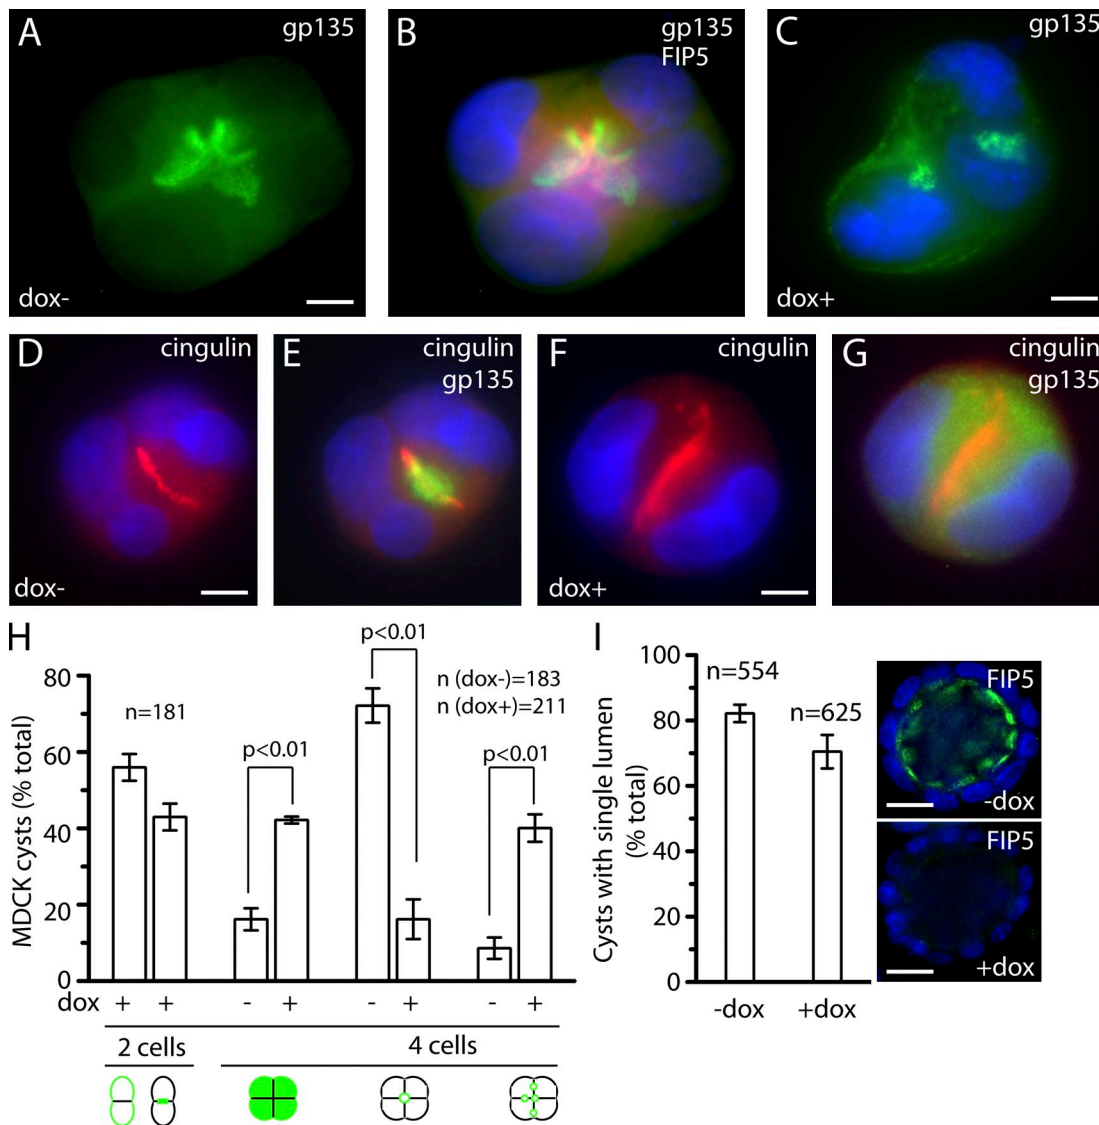 A
gp135
dox-
B
gp135
FIP5
C
gp135
dox+
D
cingulin
dox-
E
cingulin
gp135
F
cingulin
dox+
G
cingulin
gp135
H
MDCK cysts (% total)
80
60
40
20
0
n=181
p<0.01
p<0.01
n (dox-)=183
n (dox+)=211
p<0.01
dox + + - + - + - +
2 cells
4 cells
I
Cysts with single lumen
(% total)
100
80
60
40
20
0
n=554
n=625
-dox
+dox
FIP5
-dox
FIP5
+dox